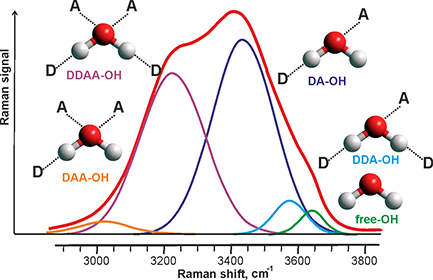 A A
D D
DDAA-OH
A A
D
DAA-OH
A
D
DA-OH
A
D D
DDA-OH
free-OH
Raman signal
3000 3200 3400 3600 3800
Raman shift, cm-1